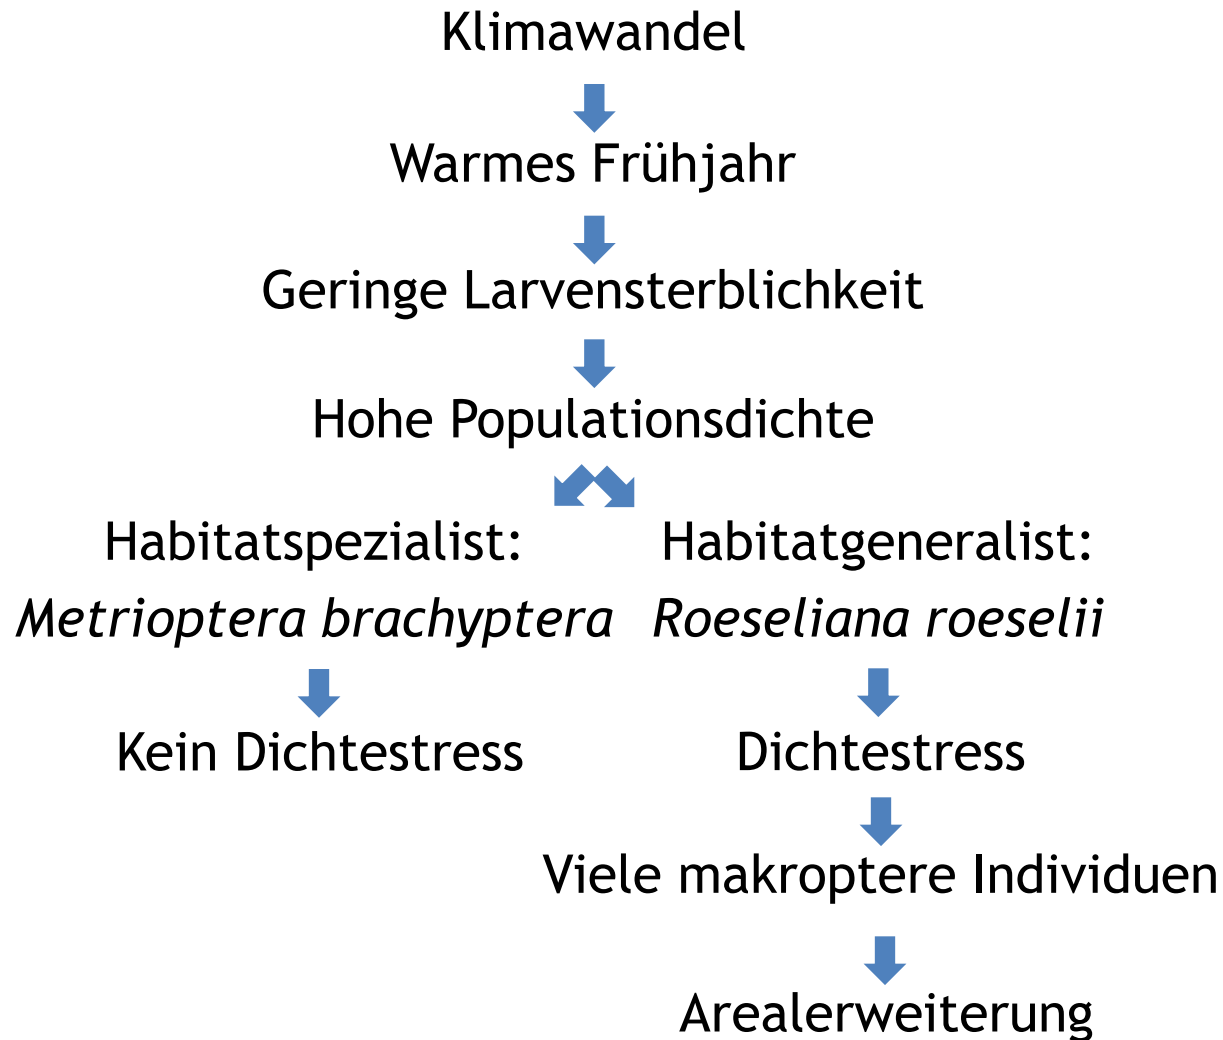 Klimawandel
Warmes Frühjahr
Geringe Larvensterblichkeit
Hohe Populationsdichte
Habitatspezialist:
Metrioptera brachyptera
Habitatgeneralist:
Roeseliana roeselii
Kein Dichtestress
Dichtestress
Viele makroptere Individuen
Arealerweiterung